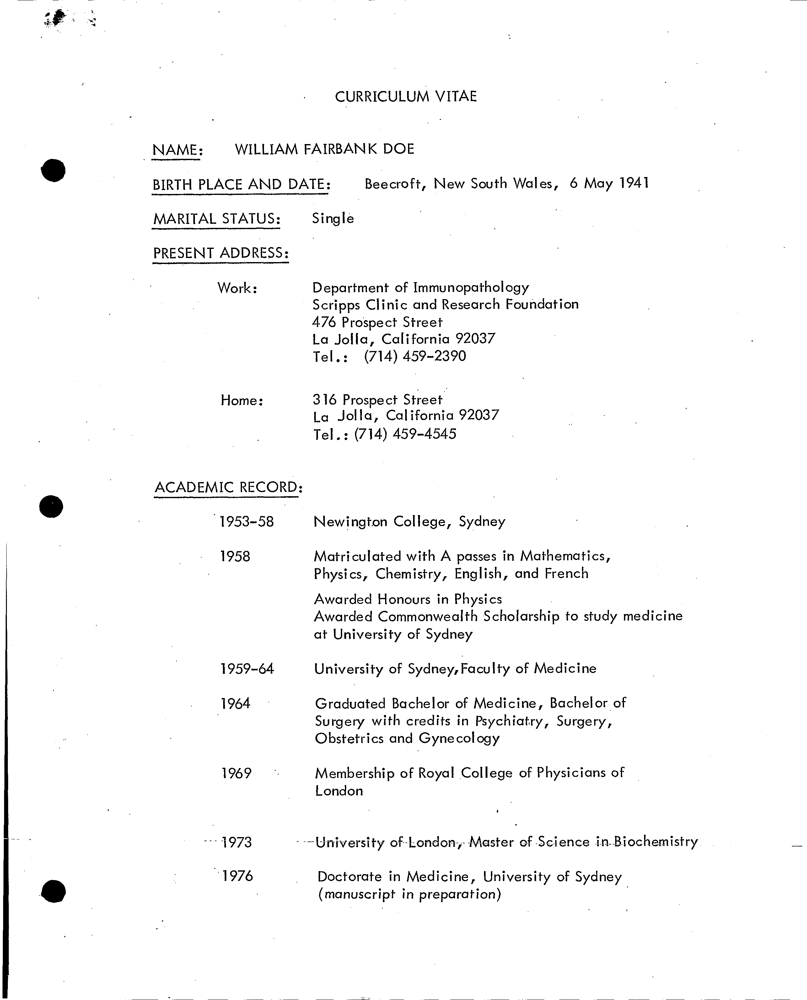 CURRICULUM VITAE
NAME: WILLIAM FAIRBANK DOE
BIRTH PLACE AND DATE: Beecroft, New South Wales, 6 May 1941
MARITAL STATUS: Single
PRESENT ADDRESS:
Work: Department of Immunopathology
Scripps Clinic and Research Foundation
476 Prospect Street
La Jolla, California 92037
Tel.: (714) 459-2390
Home: 316 Prospect Street
La Jolla, California 92037
Tel.: (714) 459-4545
ACADEMIC RECORD:
1953-58 Newington College, Sydney
1958 Matriculated with A passes in Mathematics,
Physics, Chemistry, English, and French
Awarded Honours in Physics
Awarded Commonwealth Scholarship to study medicine
at University of Sydney
1959-64 University of Sydney, Faculty of Medicine
1964 Graduated Bachelor of Medicine, Bachelor of
Surgery with credits in Psychiatry, Surgery,
Obstetrics and Gynecology
1969 Membership of Royal College of Physicians of
London
1973 University of London, Master of Science in Biochemistry
1976 Doctorate in Medicine, University of Sydney
(manuscript in preparation)